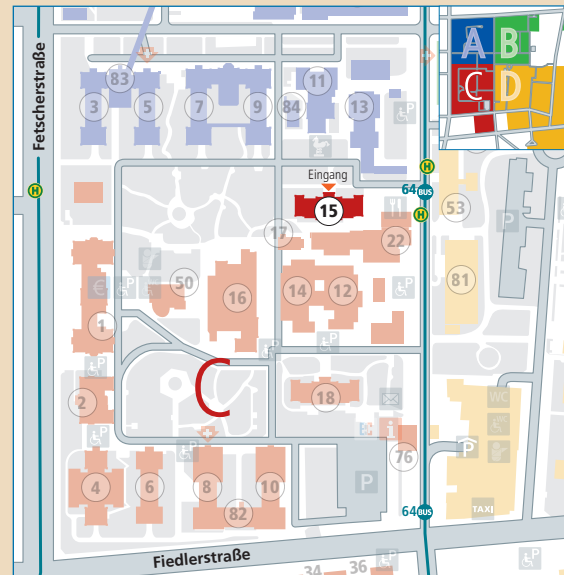 Fetscherstraße
83
3
5
7
9
84
11
13
P
A
B
C
D
H
H
Eingang
64 BUS
15
H
53
P
17
22
50
16
14
12
P
81
€
P
1
P
P
P
C
2
18
WC
P
P
i
76
P
4
6
8
10
82
P
64 BUS
TAXI
Fiedlerstraße
34
36
P
P